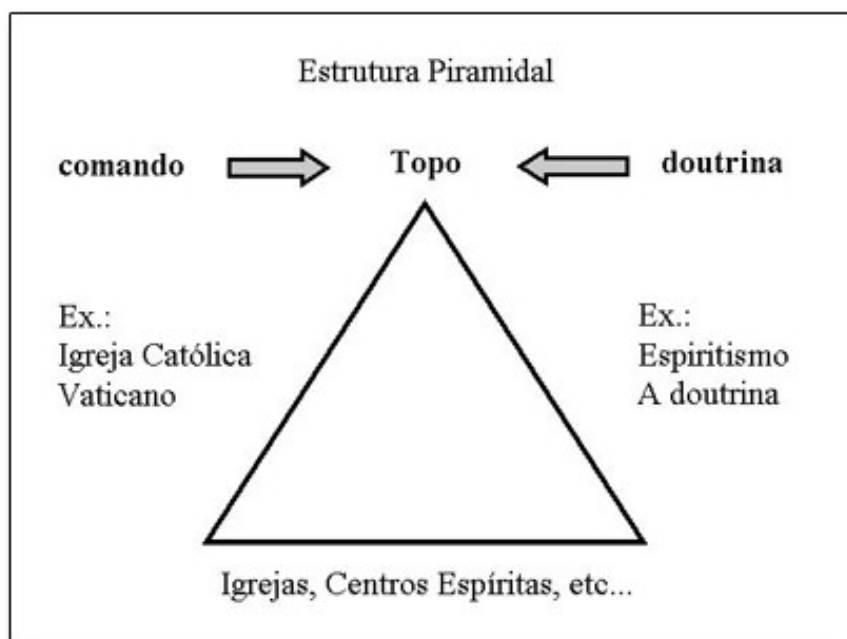 Estrutura Piramidal
comando Topo doutrina
Ex.:
Igreja Católica
Vaticano
Ex.:
Espiritismo
A doutrina
Igrejas, Centros Espíritas, etc...